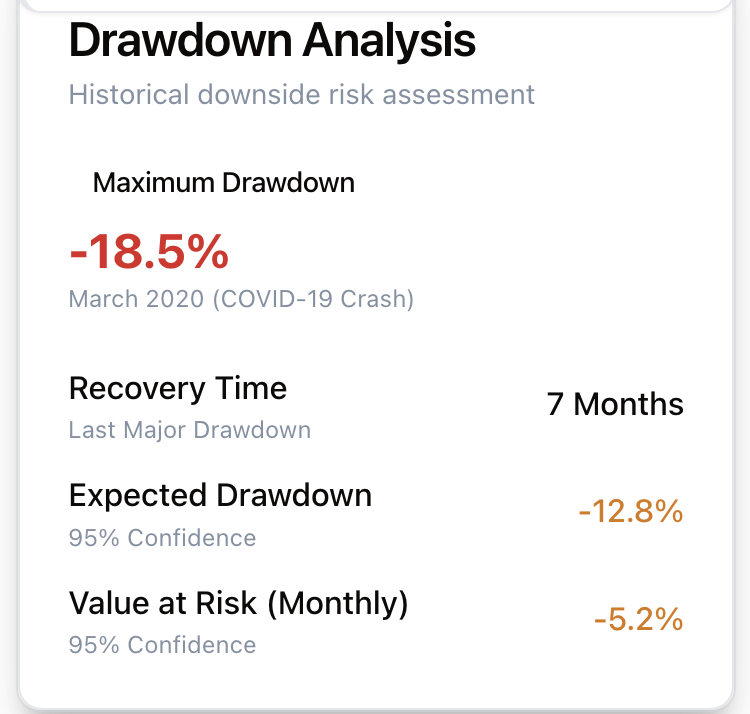 Drawdown Analysis
Historical downside risk assessment
Maximum Drawdown
-18.5%
March 2020 (COVID-19 Crash)
Recovery Time
Last Major Drawdown
7 Months
Expected Drawdown
95% Confidence
-12.8%
Value at Risk (Monthly)
95% Confidence
-5.2%